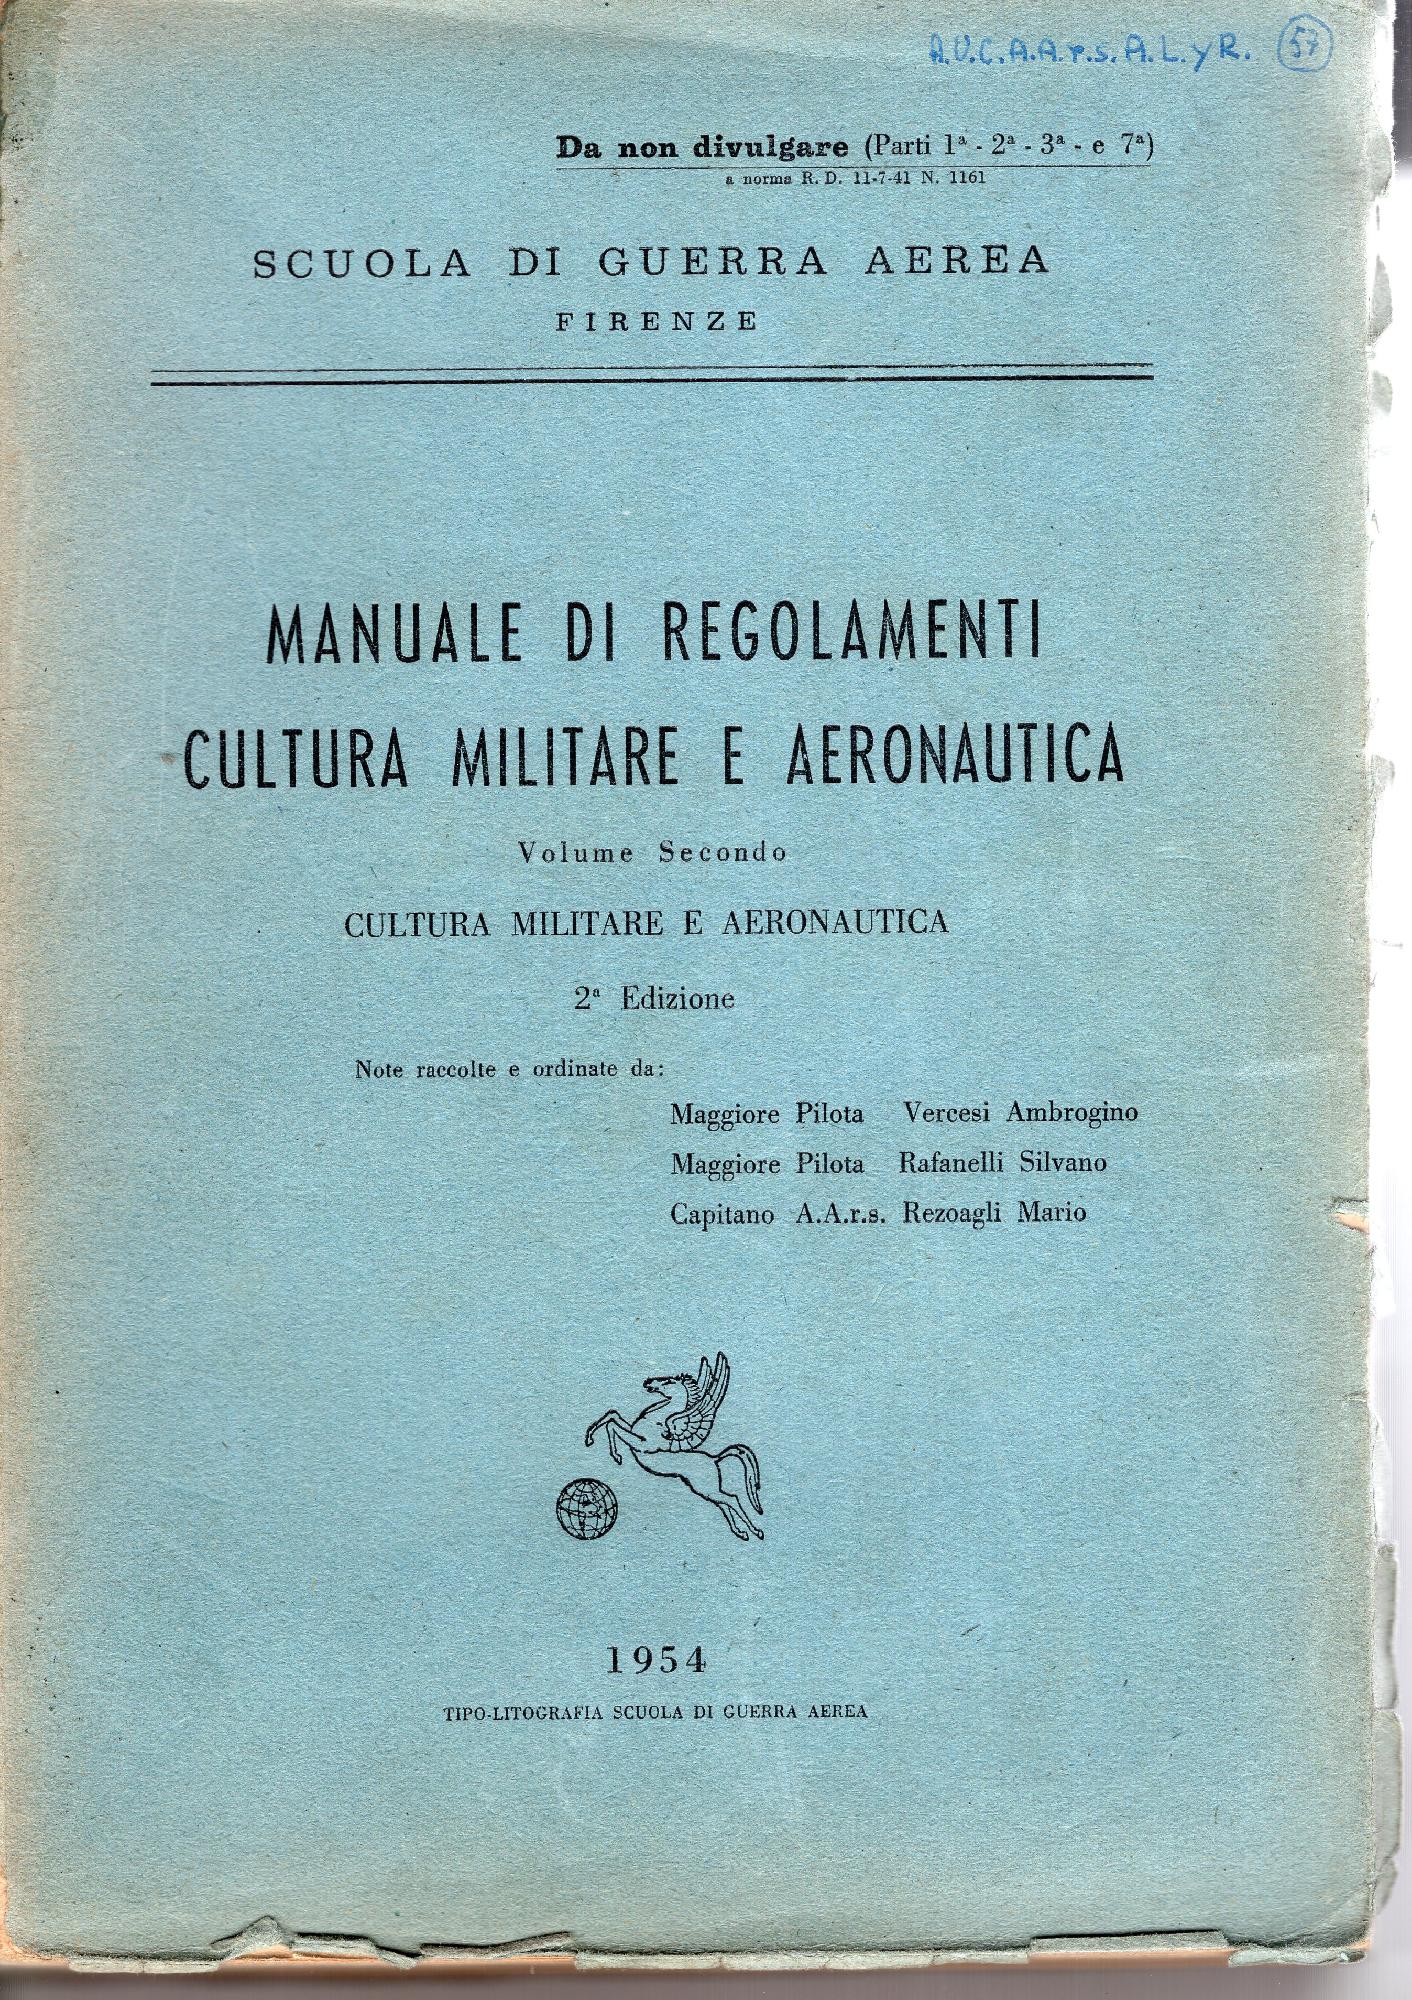 A.U.C.A.A.r.s.A.L.yR. 57
Da non divulgare (Parti 1ª - 2ª - 3ª - e 7ª)
a norma R. D. 11-7-41 N. 1161
SCUOLA DI GUERRA AEREA
FIRENZE
MANUALE DI REGOLAMENTI
CULTURA MILITARE E AERONAUTICA
Volume Secondo
CULTURA MILITARE E AERONAUTICA
2ª Edizione
Note raccolte e ordinate da:
Maggiore Pilota Vercesi Ambrogino
Maggiore Pilota Rafanelli Silvano
Capitano A.A.r.s. Rezoagli Mario
1954
TIPO-LITOGRAFIA SCUOLA DI GUERRA AEREA